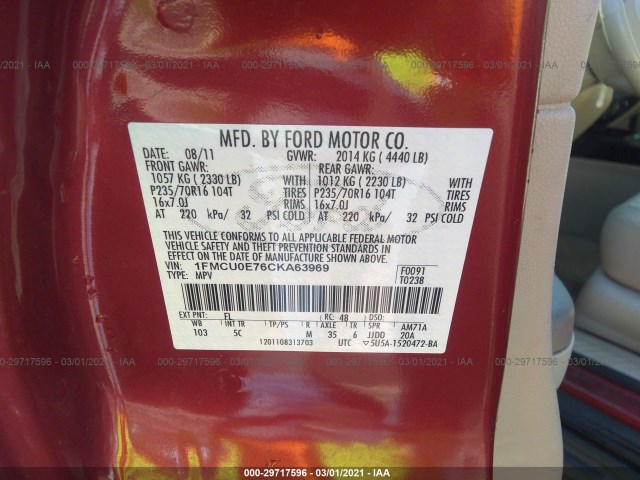 000-29717596 - 03/01/2021 - IAA
MFD. BY FORD MOTOR CO.
DATE: 08/11 GVWR: 2014 KG ( 4440 LB)
FRONT GAWR: REAR GAWR:
1057 KG ( 2330 LB) WITH 1012 KG ( 2230 LB) WITH
P235/70R16 104T TIRES P235/70R16 104T TIRES
16x7.0J RIMS 16x7.0J RIMS
AT 220 kPa/ 32 PSI COLD AT 220 kPa/ 32 PSI COLD
THIS VEHICLE CONFORMS TO ALL APPLICABLE FEDERAL MOTOR
VEHICLE SAFETY AND THEFT PREVENTION STANDARDS IN
EFFECT ON THE DATE OF MANUFACTURE SHOWN ABOVE.
VIN: 1FMCU0E76CKA63969 F0091
TYPE: MPV T0238
EXT PNT: FL RC: 48 DSO:
WB INT TR TP/PS R AXLE TR SPR AM71A
103 5C M 35 6 JJDD 20A
1201108313703 UTC ▽5U5A-1520472-BA
000-29717596 - 03/01/2021 - IAA